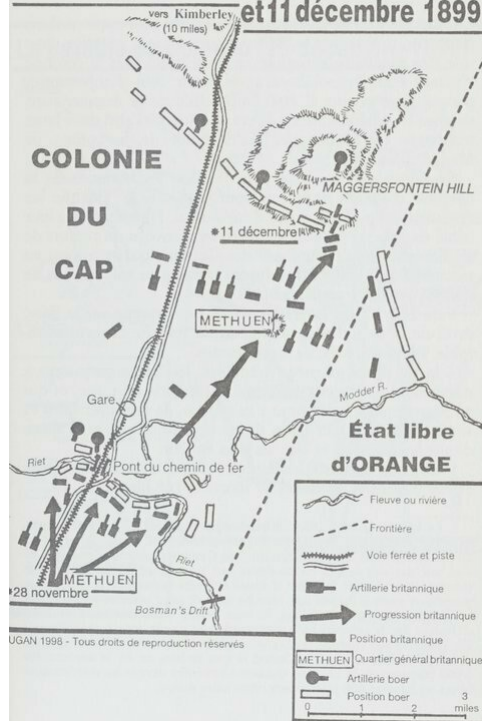 et 11 décembre 1899
vers Kimberley
(10 miles)
COLONIE
DU
CAP
MAGGERSFONTEIN HILL
•11 décembre
METHUEN
Gare
Modder R.
État libre
d'ORANGE
Riet
Pont du chemin de fer
METHUEN
•28 novembre
Riet
Bosman's Drift
UGAN 1998 - Tous droits de reproduction réservés
Fleuve ou rivière
Frontière
Voie ferrée et piste
Artillerie britannique
Progression britannique
Position britannique
METHUEN Quartier général britannique
Artillerie boer
Position boer
0 1 2 3
miles